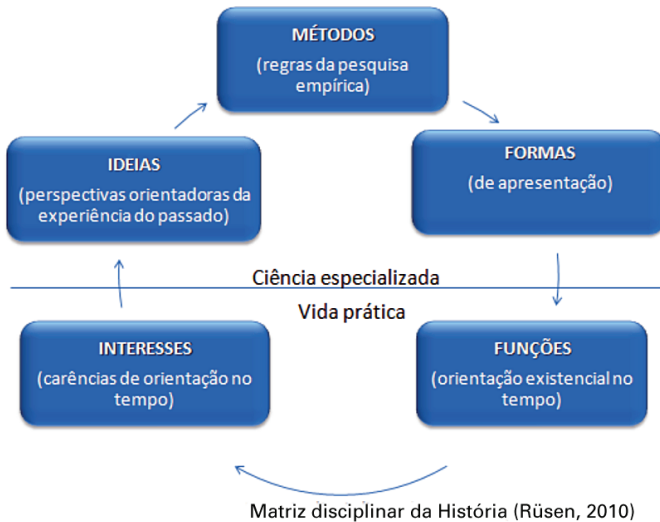 MÉTODOS
(regras da pesquisa
empírica)
IDEIAS
(perspectivas orientadoras da
experiência do passado)
FORMAS
(de apresentação)
Ciência especializada
Vida prática
INTERESSES
(carências de orientação no
tempo)
FUNÇÕES
(orientação existencial no
tempo)
Matriz disciplinar da História (Rüsen, 2010)